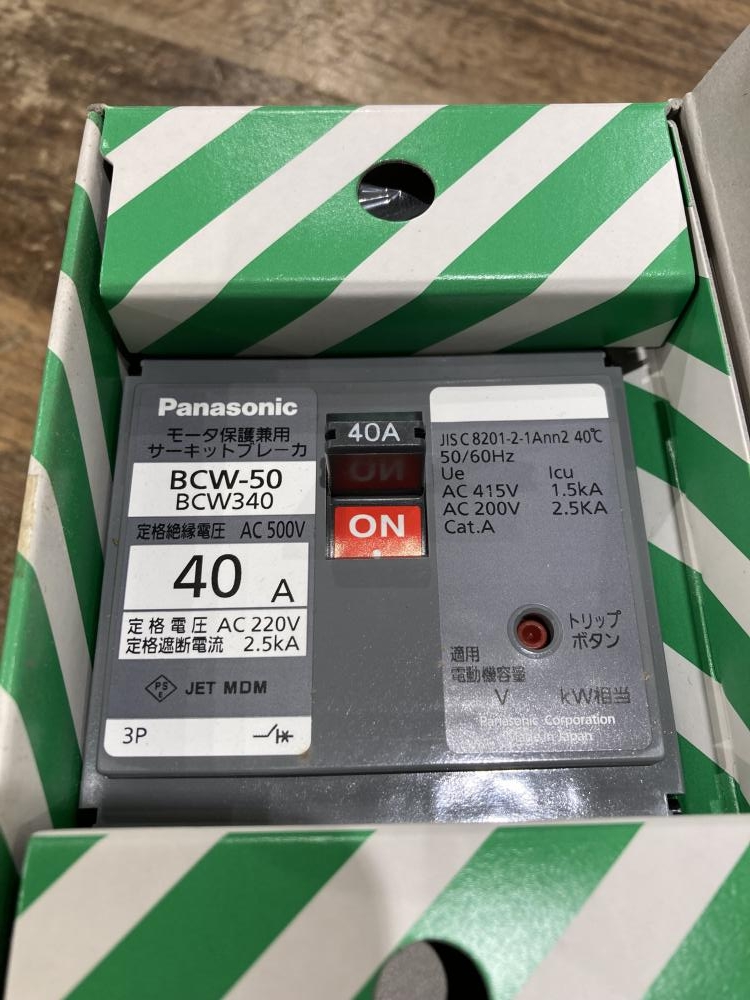 Panasonic
モータ保護兼用
サーキットブレーカ
BCW-50
BCW340
定格絶縁電圧 AC 500V
40 A
定格電圧 AC 220V
定格遮断電流 2.5kA
PS E JET MDM
3P
40A
ON
ON
JIS C 8201-2-1Ann2 40℃
50/60Hz
Ue Icu
AC 415V 1.5kA
AC 200V 2.5KA
Cat.A
トリップ
ボタン
適用
電動機容量
V kW相当
Panasonic Corporation
Made in Japan